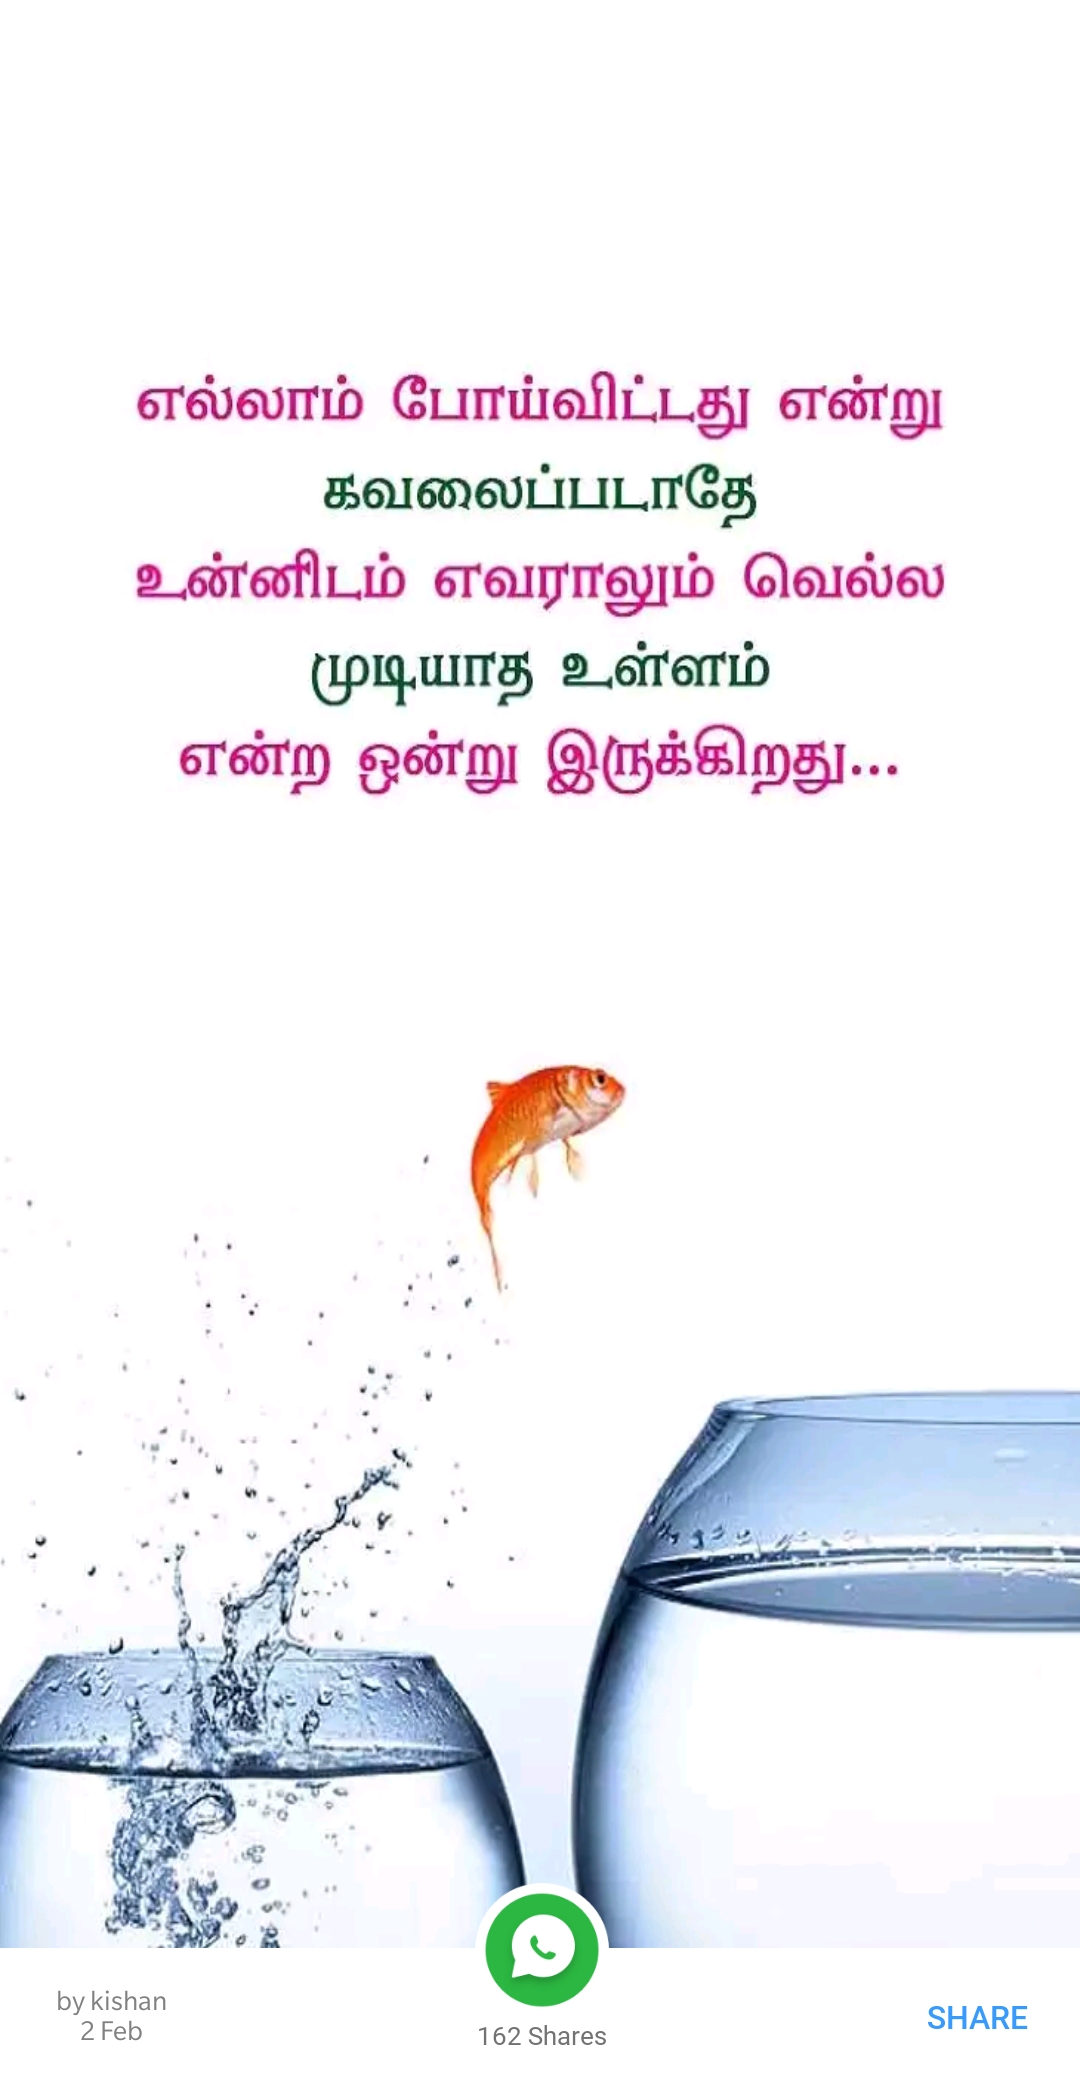 எல்லாம் போய்விட்டது என்று
கவலைப்படாதே
உன்னிடம் எவராலும் வெல்ல
முடியாத உள்ளம்
என்ற ஒன்று இருக்கிறது...
by kishan
2 Feb
162 Shares
SHARE